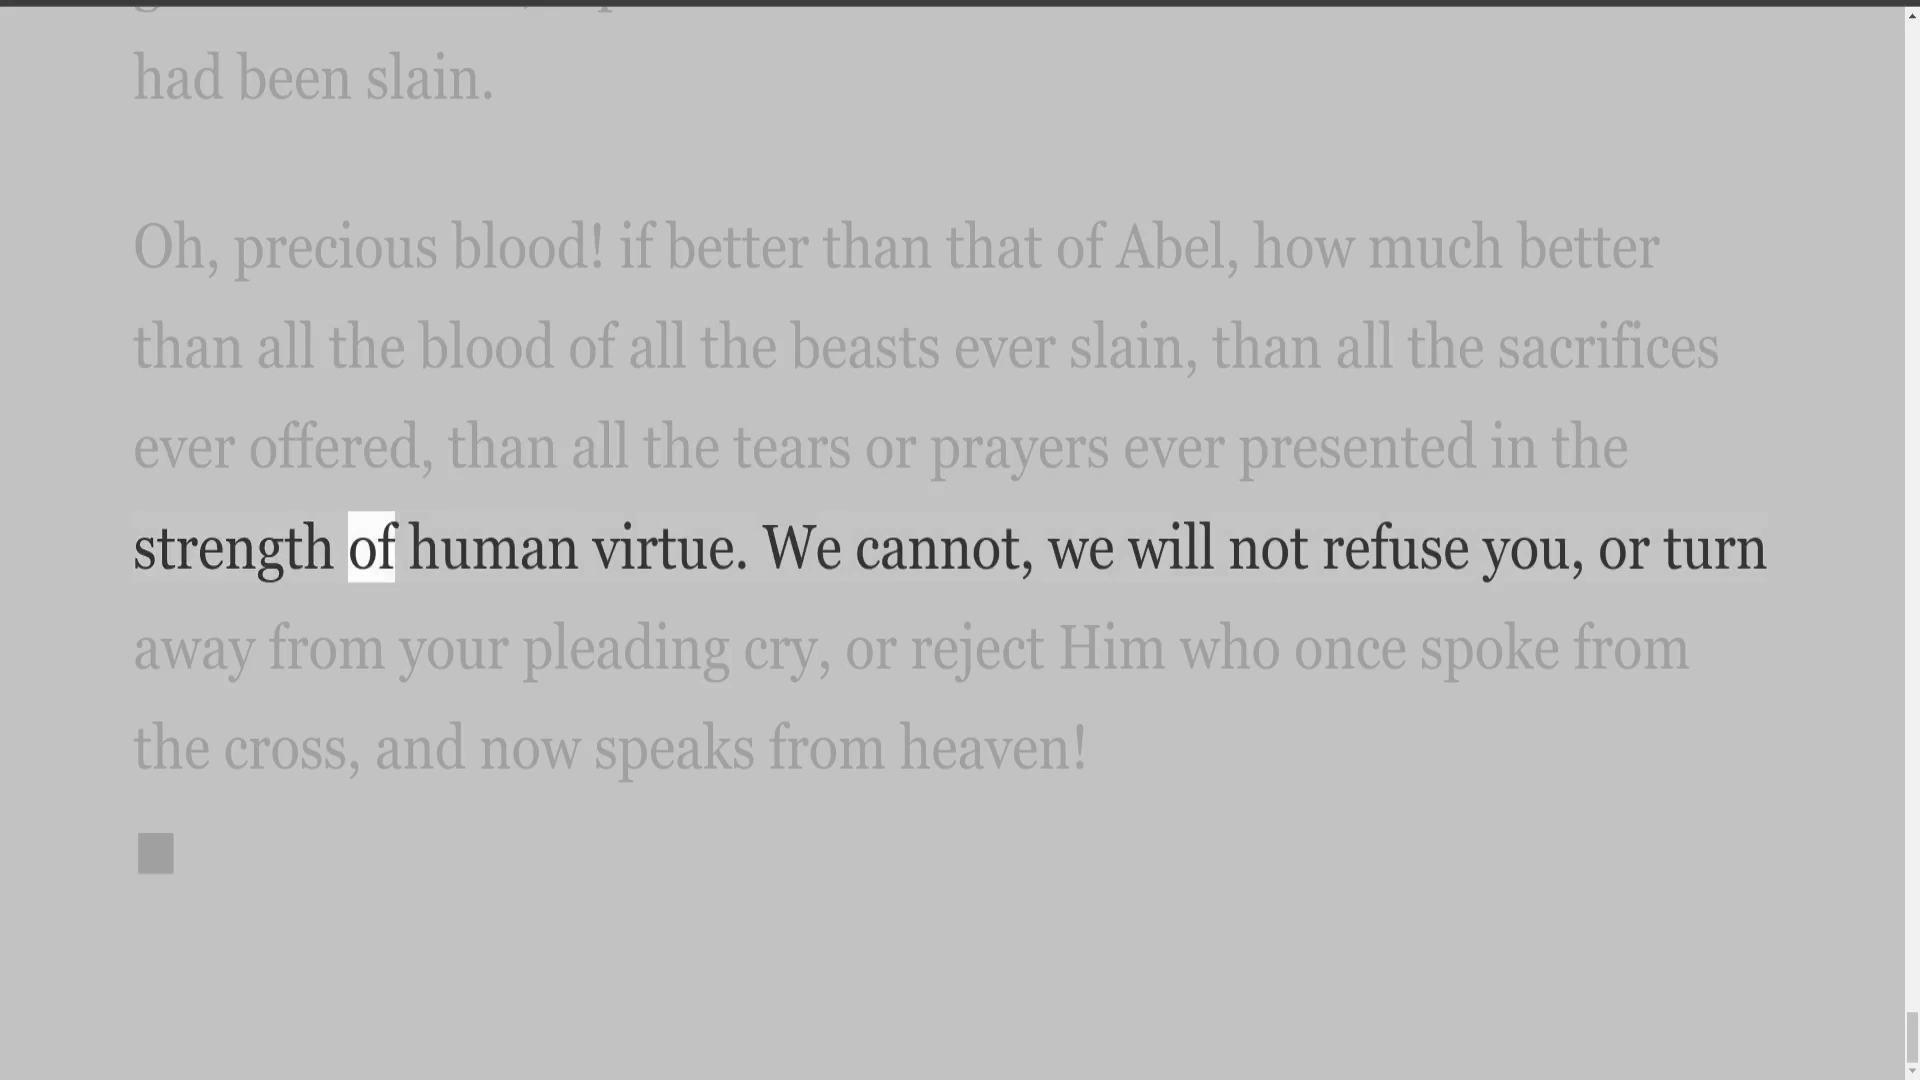 had been slain.
Oh, precious blood! if better than that of Abel, how much better
than all the blood of all the beasts ever slain, than all the sacrifices
ever offered, than all the tears or prayers ever presented in the
strength of human virtue. We cannot, we will not refuse you, or turn
away from your pleading cry, or reject Him who once spoke from
the cross, and now speaks from heaven!